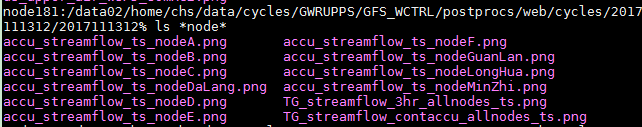 node181:/data02/home/chs/data/cycles/GWRUPPS/GFS_WCTRL/postprocs/web/cycles/2017
111312/2017111312% ls *node*
accu_streamflow_ts_nodeA.png accu_streamflow_ts_nodeF.png
accu_streamflow_ts_nodeB.png accu_streamflow_ts_nodeGuanLan.png
accu_streamflow_ts_nodeC.png accu_streamflow_ts_nodeLongHua.png
accu_streamflow_ts_nodeDaLang.png accu_streamflow_ts_nodeMinZhi.png
accu_streamflow_ts_nodeD.png TG_streamflow_3hr_allnodes_ts.png
accu_streamflow_ts_nodeE.png TG_streamflow_contaccu_allnodes_ts.png